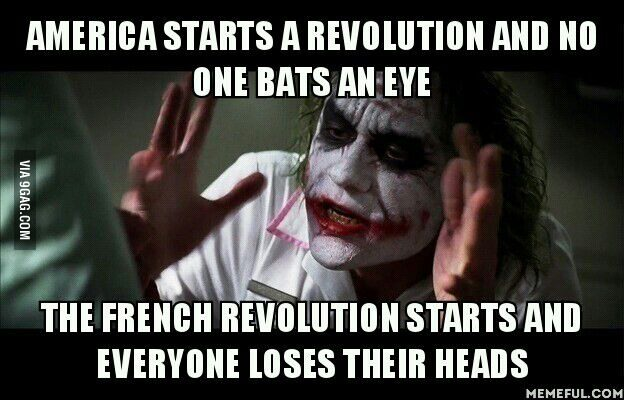 AMERICA STARTS A REVOLUTION AND NO
ONE BATS AN EYE
VIA 9GAG.COM
THE FRENCH REVOLUTION STARTS AND
EVERYONE LOSES THEIR HEADS
MEMEFUL.COM